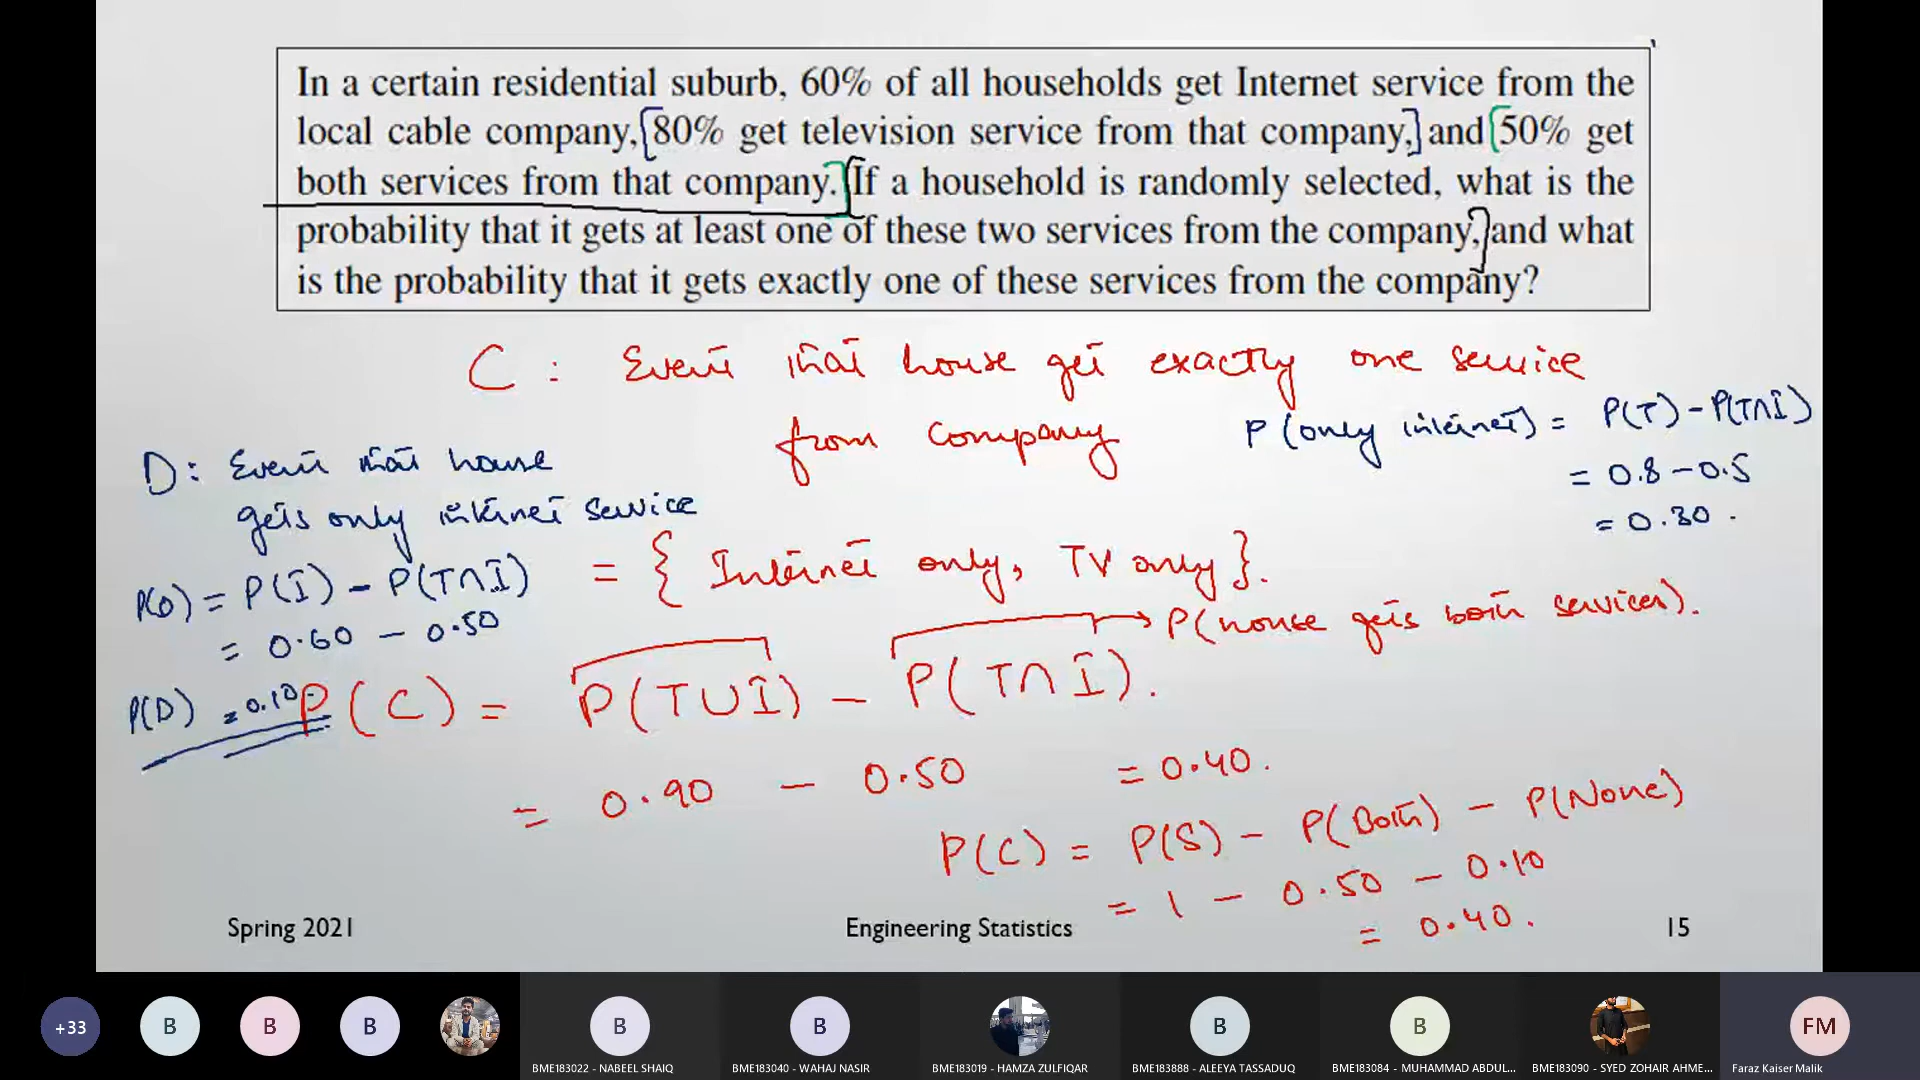 In a certain residential suburb, 60% of all households get Internet service from the
local cable company, [80% get television service from that company,] and [50% get
both services from that company.] [If a household is randomly selected, what is the
probability that it gets at least one of these two services from the company,] and what
is the probability that it gets exactly one of these services from the company?
C : Event that house get exactly one service
from company
P(only internet) = P(T) - P(T∩I)
= 0.8 - 0.5
= 0.30.
D: Event that house
gets only internet service
P(D) = P(I) - P(T∩I)
= 0.60 - 0.50
P(D) = 0.10
= { Internet only, TV only }.
→ P(house gets both services).
P(C) = P(T∪I) - P(T∩I).
= 0.90 - 0.50 = 0.40.
P(C) = P(S) - P(Both) - P(None)
= 1 - 0.50 - 0.10
= 0.40.
Spring 2021
Engineering Statistics
15
+33
B
B
B
B
B
B
B
FM
BME183022 - NABEEL SHAIQ
BME183040 - WAHAJ NASIR
BME183019 - HAMZA ZULFIQAR
BME183888 - ALEEYA TASSADUQ
BME183084 - MUHAMMAD ABDUL...
BME183090 - SYED ZOHAIR AHME...
Faraz Kaiser Malik